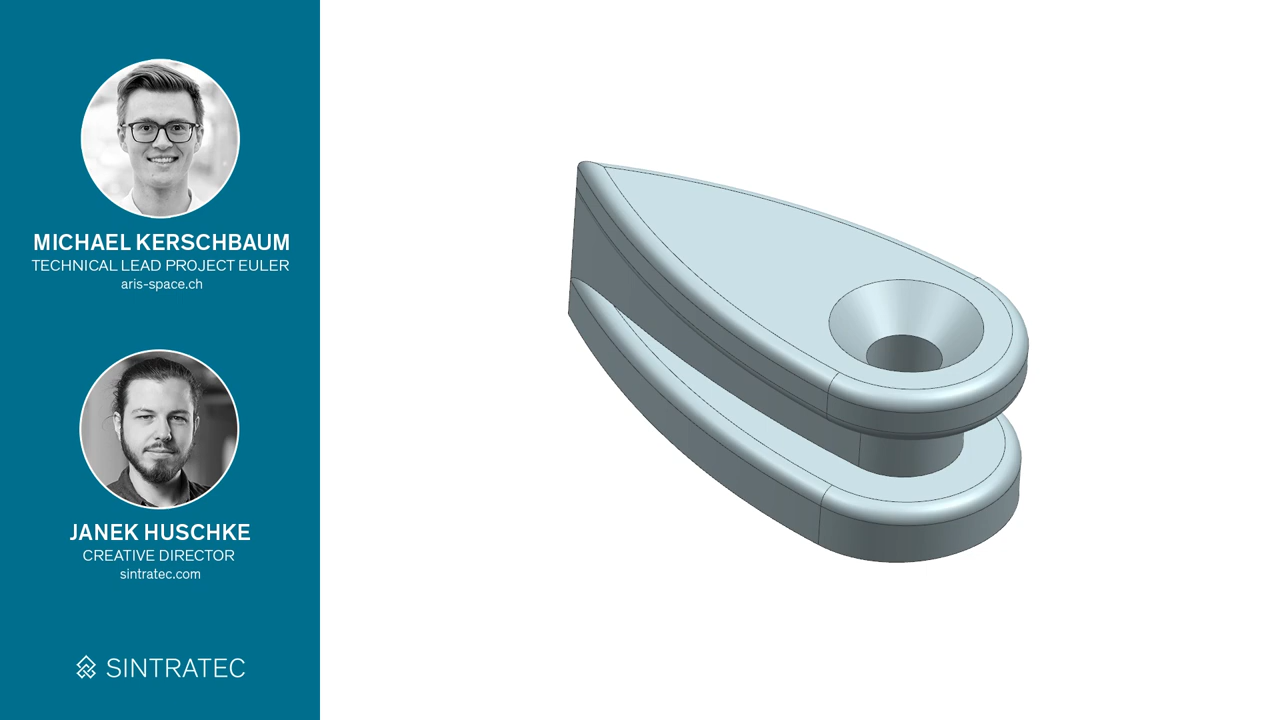 MICHAEL KERSCHBAUM
TECHNICAL LEAD PROJECT EULER
aris-space.ch
JANEK HUSCHKE
CREATIVE DIRECTOR
sintratec.com
SINTRATEC